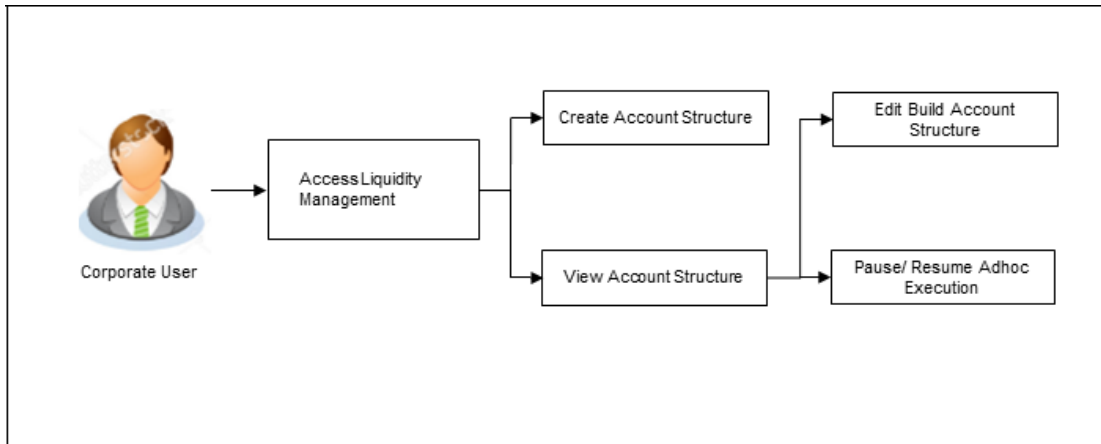 Create Account Structure
Edit Build Account
Structure
Access Liquidity
Management
Corporate User
View Account Structure
Pause/ Resume Adhoc
Execution